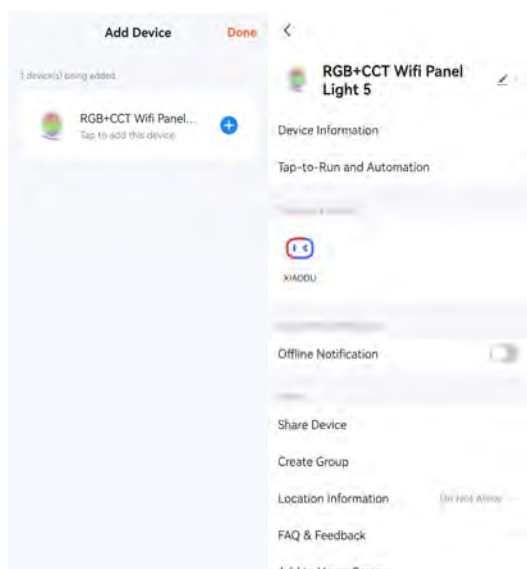 Add Device
Done
1 device(s) being added
RGB+CCT Wifi Panel...
Tap to add this device
RGB+CCT Wifi Panel
Light 5
Device Information
Tap-to-Run and Automation
XIAODU
Offline Notification
Share Device
Create Group
Location Information
Do Not Allow
FAQ & Feedback